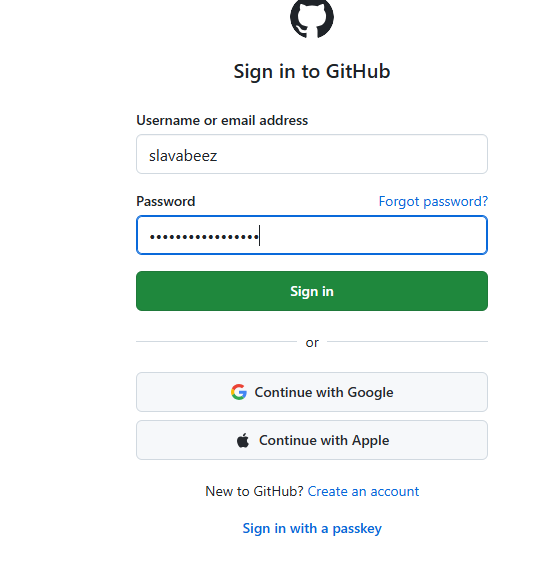 Sign in to GitHub
Username or email address
slavabeez
Password Forgot password?
•••••••••••••••••
Sign in
or
Continue with Google
Continue with Apple
New to GitHub? Create an account
Sign in with a passkey